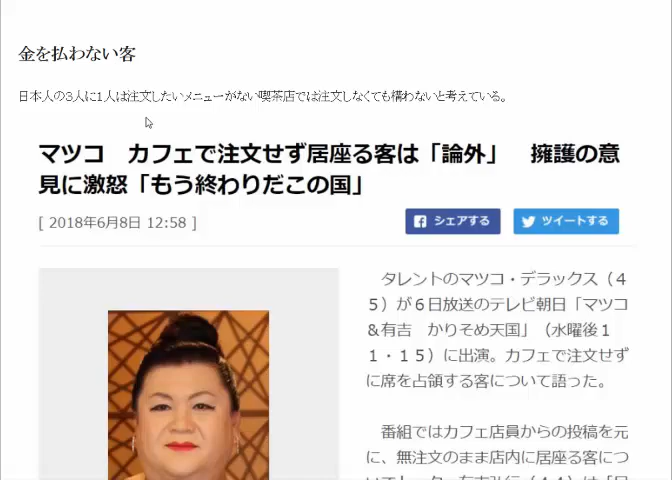 金を払わない客
日本人の3人に1人は注文したいメニューがない喫茶店では注文しなくても構わないと考えている。
マツコ　カフェで注文せず居座る客は「論外」　擁護の意
見に激怒「もう終わりだこの国」
[ 2018年6月8日 12:58 ]
シェアする
ツイートする
タレントのマツコ・デラックス（４
５）が６日放送のテレビ朝日「マツコ
＆有吉　かりそめ天国」（水曜後１
１・１５）に出演。カフェで注文せず
に席を占領する客について語った。
番組ではカフェ店員からの投稿を元
に、無注文のまま店内に居座る客につ